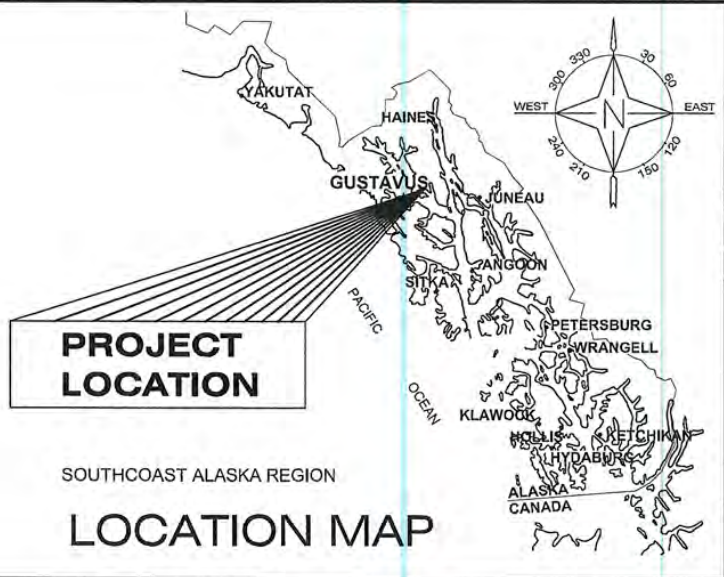 YAKUTAT
HAINES
GUSTAVUS
JUNEAU
ANGOON
SITKA
PACIFIC
OCEAN
PETERSBURG
WRANGELL
KLAWOCK
HOLLIS
KETCHIKAN
HYDABURG
ALASKA
CANADA
330
30
300
60
WEST
N
EAST
240
120
210
150
PROJECT
LOCATION
SOUTHCOAST ALASKA REGION
LOCATION MAP